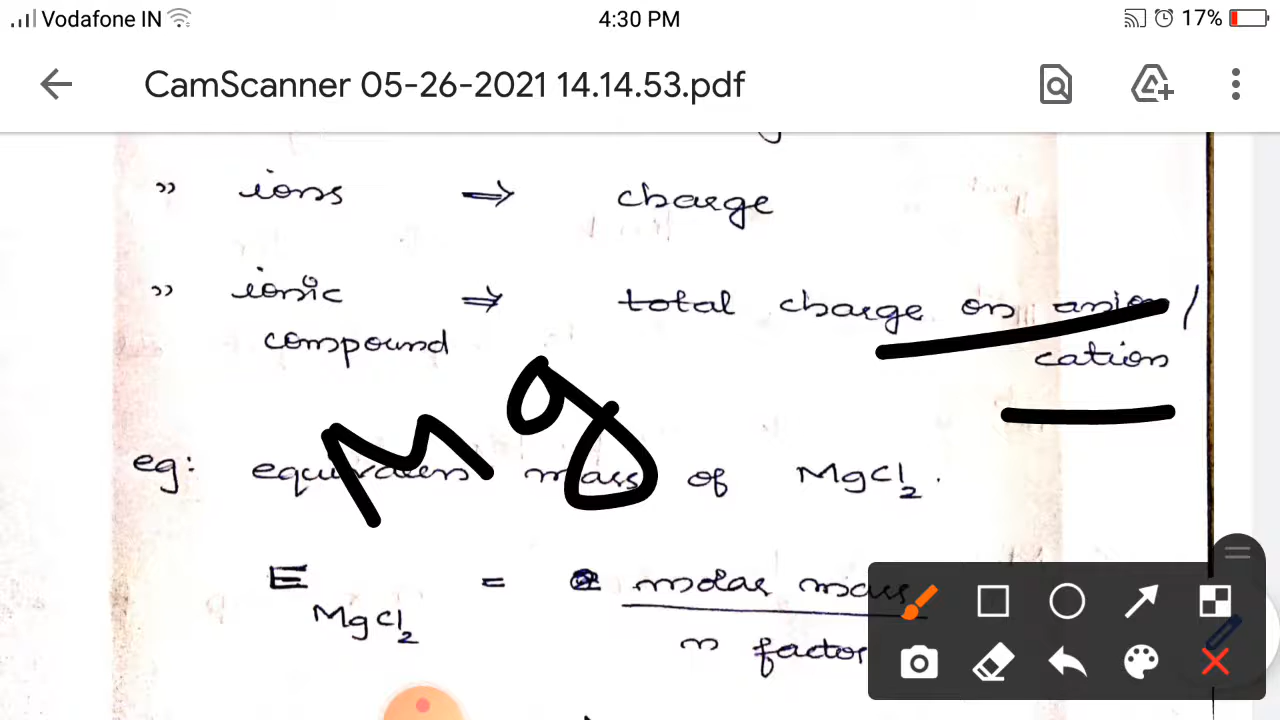 Vodafone IN 4:30 PM 17%
CamScanner 05-26-2021 14.14.53.pdf
" ions ⇒ charge
" ionic compound ⇒ total charge on anion / cation
Mg
eg: equivalent mass of MgCl₂.
E MgCl₂ = molar mass
n factor